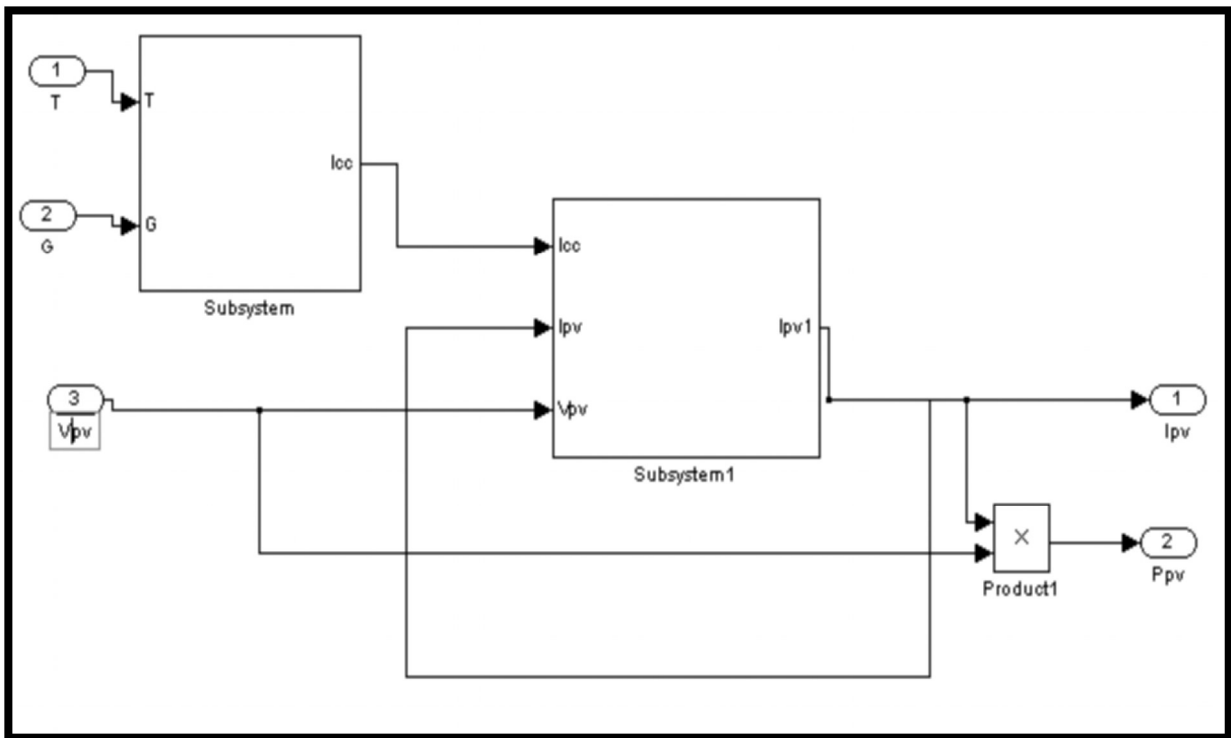 1
T
T
Icc
2
G
G
Subsystem
Icc
Ipv
Ipv1
3
Vpv
Vpv
1
Ipv
Subsystem1
×
2
Product1
Ppv